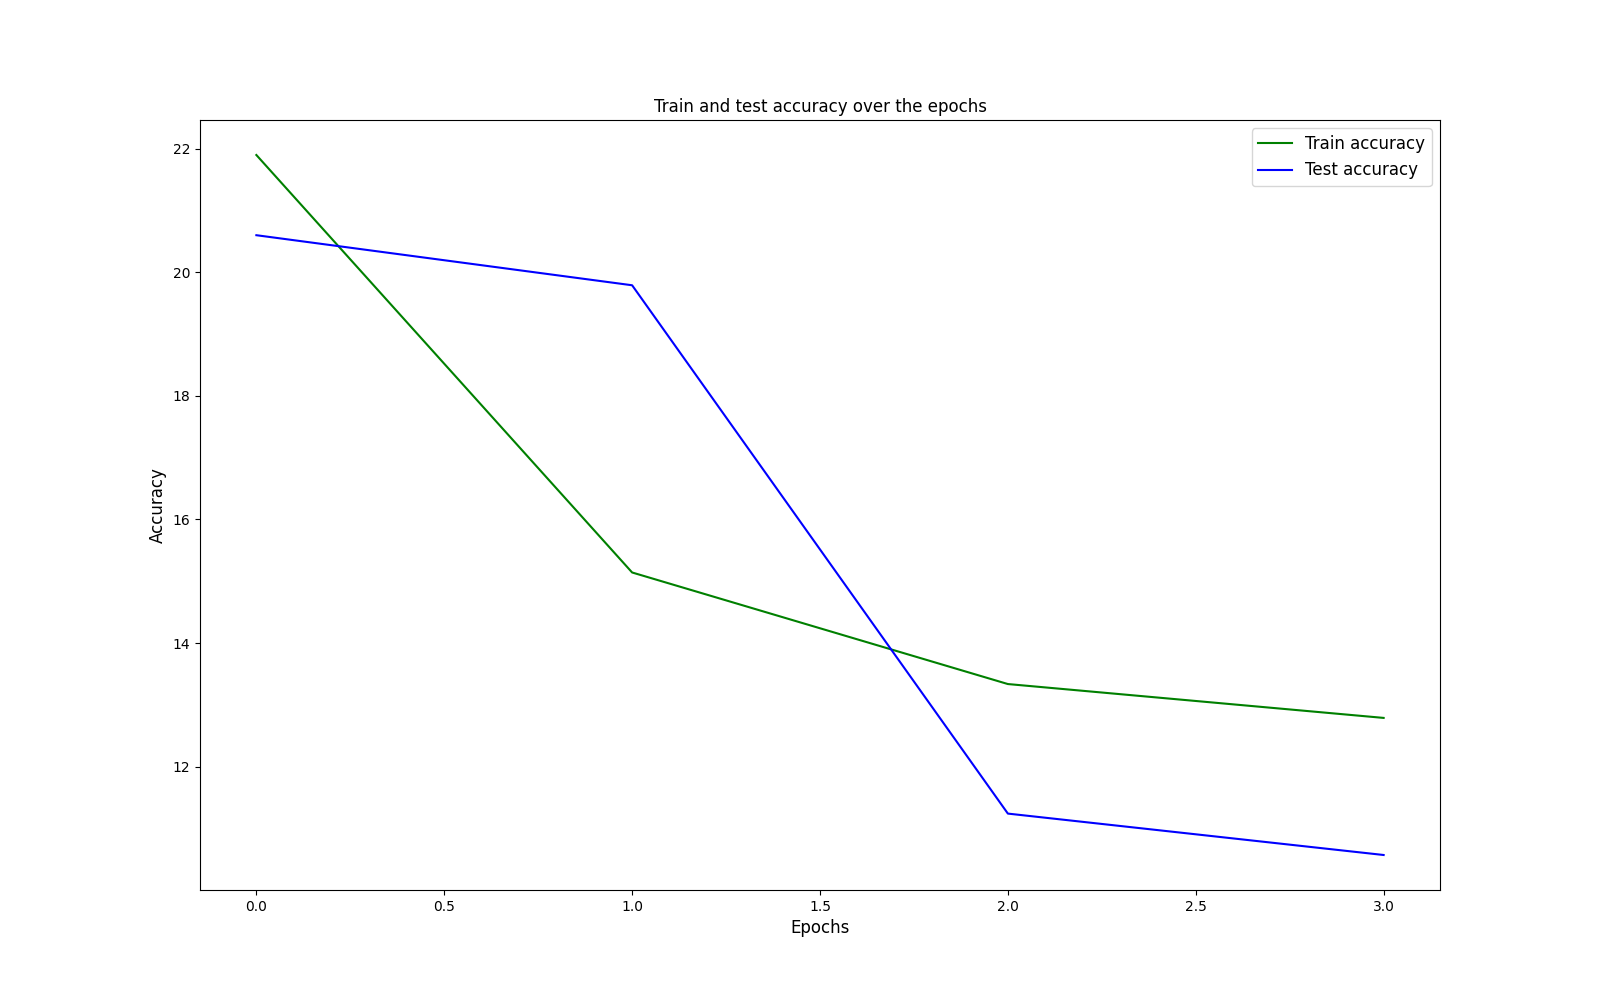 Train and test accuracy over the epochs
Train accuracy
Test accuracy
22
20
18
16
14
12
Accuracy
0.0 0.5 1.0 1.5 2.0 2.5 3.0
Epochs